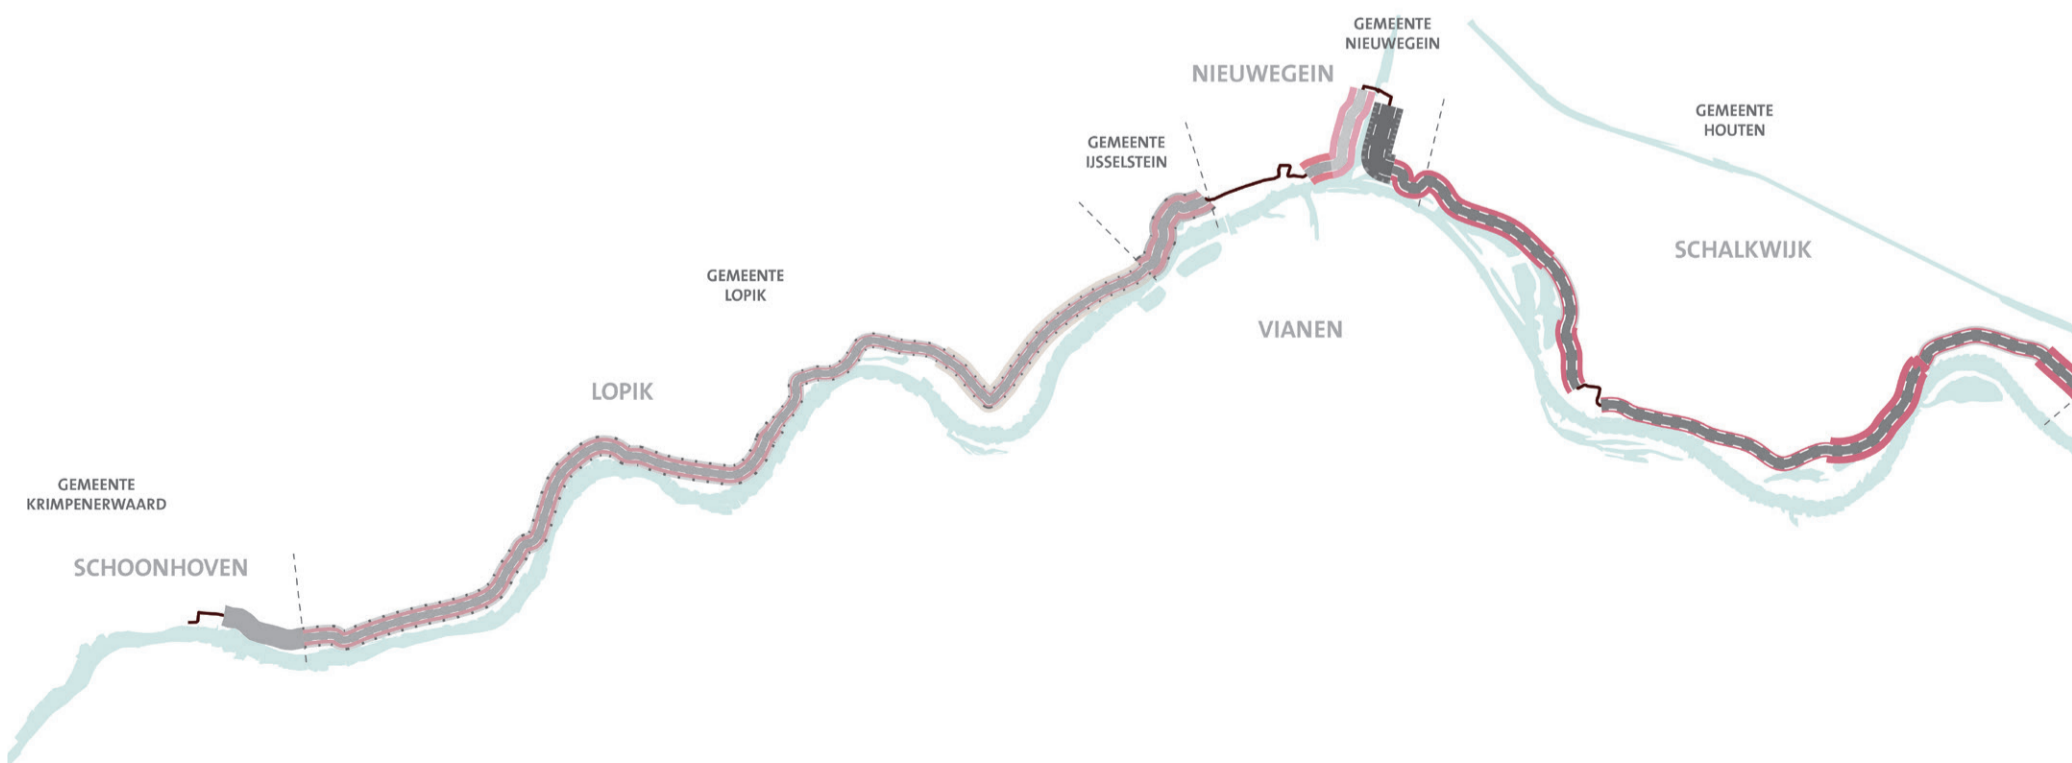 GEMEENTE
NIEUWEGEIN
NIEUWEGEIN
GEMEENTE
HOUTEN
GEMEENTE
IJSSELSTEIN
SCHALKWIJK
GEMEENTE
LOPIK
VIANEN
LOPIK
GEMEENTE
KRIMPENERWAARD
SCHOONHOVEN